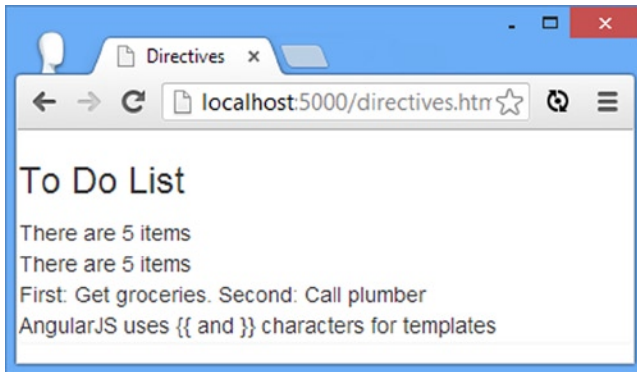 Directives
localhost:5000/directives.htm
To Do List
There are 5 items
There are 5 items
First: Get groceries. Second: Call plumber
AngularJS uses {{ and }} characters for templates